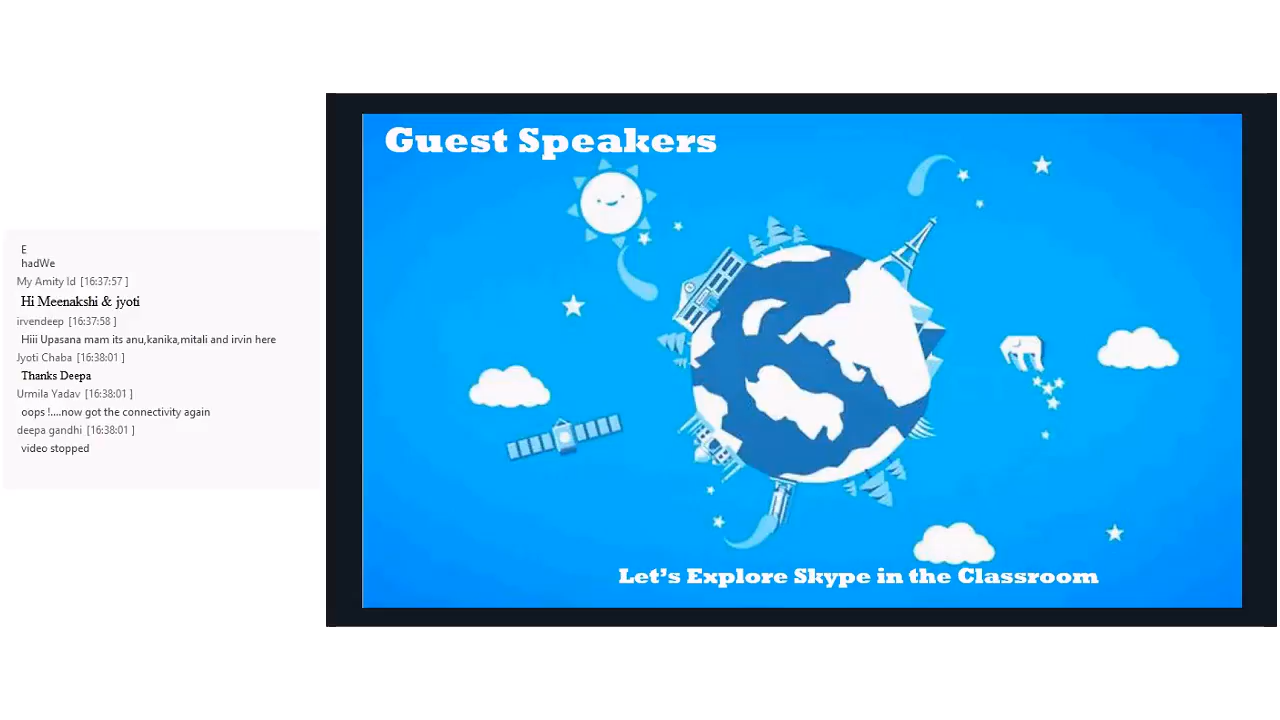 E
hadWe
My Amity Id [16:37:57 ]
Hi Meenakshi & jyoti
irvendeep [16:37:58 ]
Hiii Upasana mam its anu,kanika,mitali and irvin here
Jyoti Chaba [16:38:01 ]
Thanks Deepa
Urmila Yadav [16:38:01 ]
oops !....now got the connectivity again
deepa gandhi [16:38:01 ]
video stopped
Guest Speakers
Let's Explore Skype in the Classroom